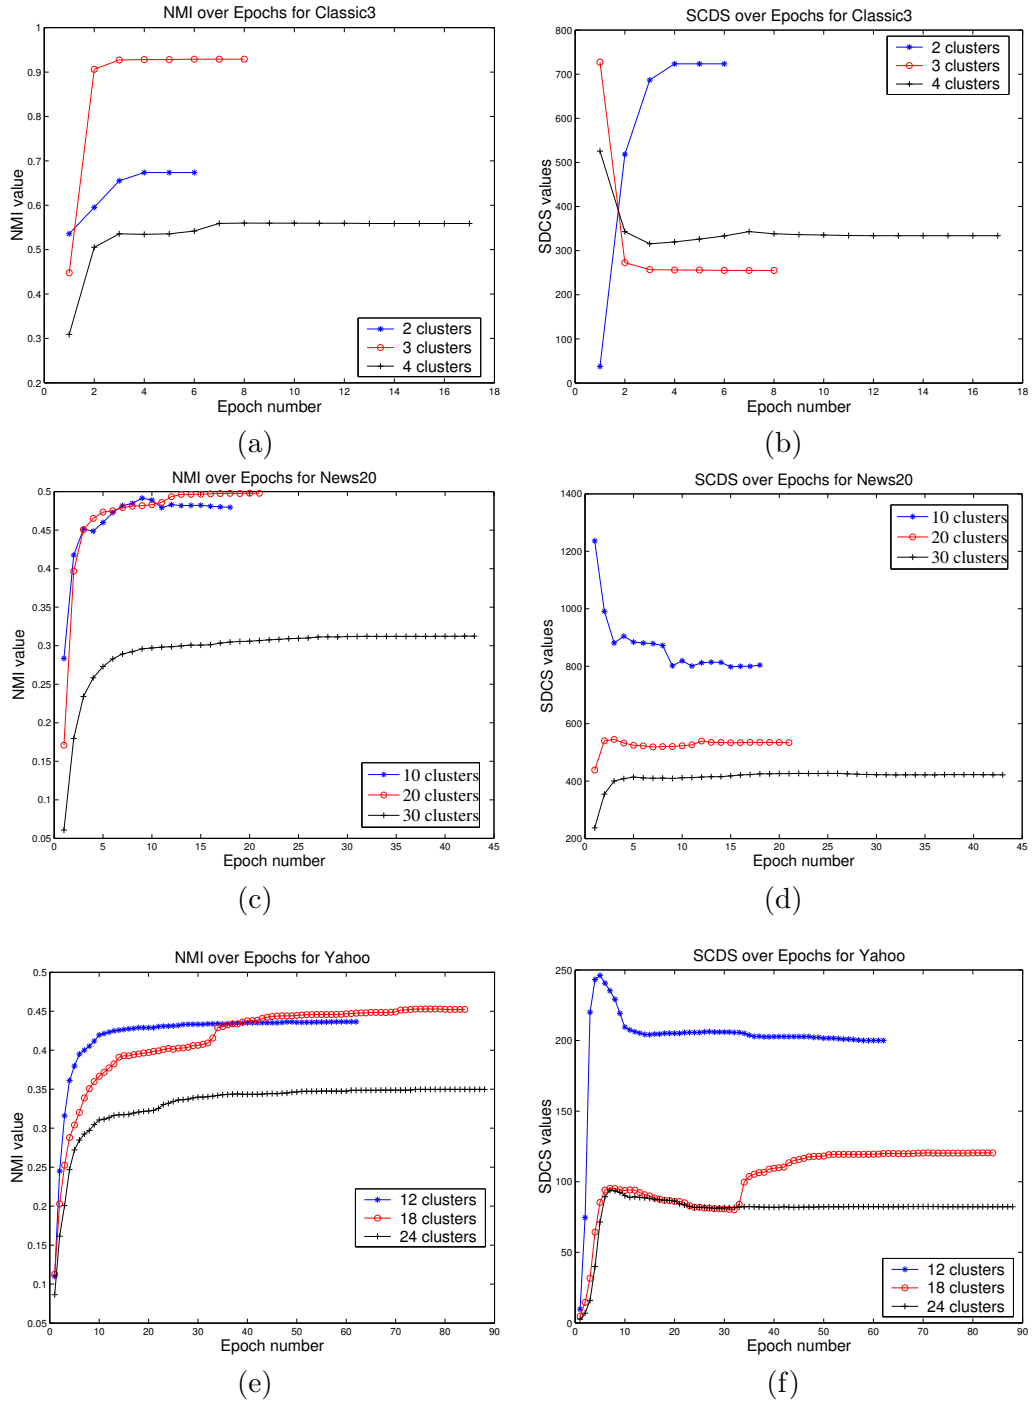 NMI over Epochs for Classic3
1
0.9
0.8
0.7
0.6
0.5
0.4
0.3
0.2
NMI value
0 2 4 6 8 10 12 14 16 18
Epoch number
2 clusters
3 clusters
4 clusters
(a)
SCDS over Epochs for Classic3
800
700
600
500
400
300
200
100
0
SDCS values
0 2 4 6 8 10 12 14 16 18
Epoch number
2 clusters
3 clusters
4 clusters
(b)
NMI over Epochs for News20
0.5
0.45
0.4
0.35
0.3
0.25
0.2
0.15
0.1
0.05
NMI value
0 5 10 15 20 25 30 35 40 45
Epoch number
10 clusters
20 clusters
30 clusters
(c)
SCDS over Epochs for News20
1400
1200
1000
800
600
400
200
SDCS values
0 5 10 15 20 25 30 35 40 45
Epoch number
10 clusters
20 clusters
30 clusters
(d)
NMI over Epochs for Yahoo
0.5
0.45
0.4
0.35
0.3
0.25
0.2
0.15
0.1
0.05
NMI value
0 10 20 30 40 50 60 70 80 90
Epoch number
12 clusters
18 clusters
24 clusters
(e)
SCDS over Epochs for Yahoo
250
200
150
100
50
0
SDCS values
0 10 20 30 40 50 60 70 80 90
Epoch number
12 clusters
18 clusters
24 clusters
(f)